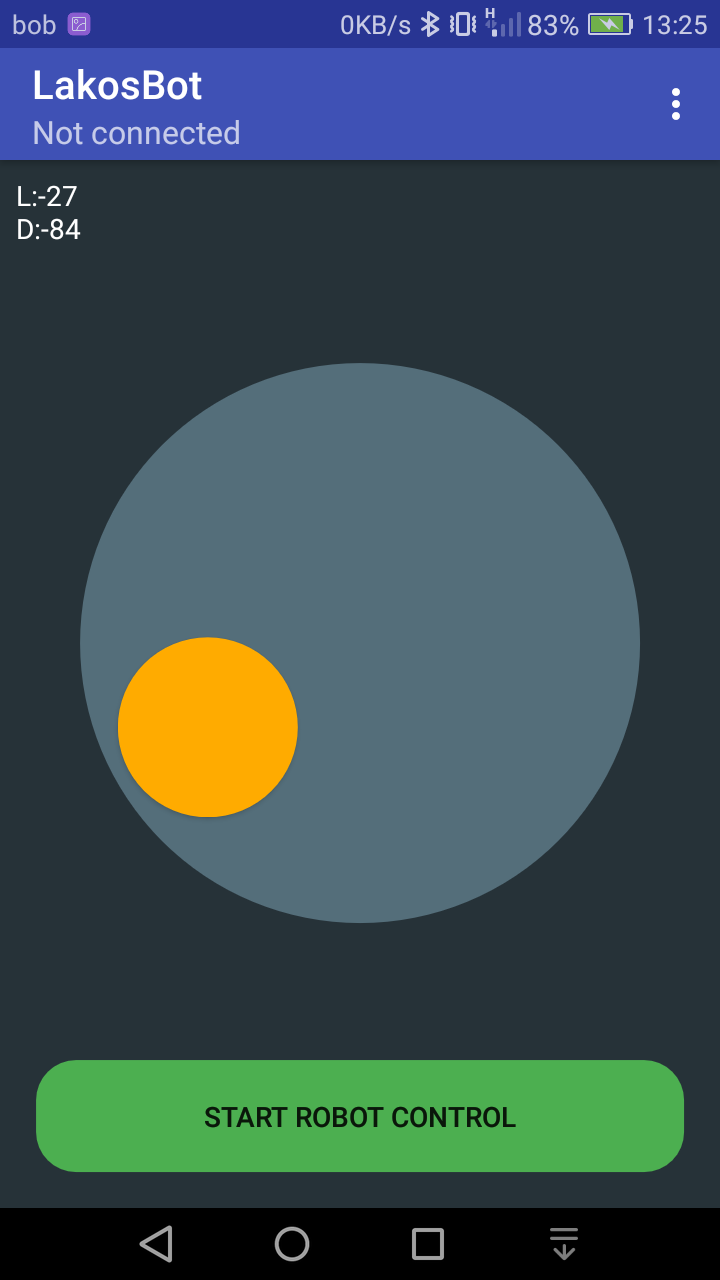 bob 0KB/s H 83% 13:25
LakosBot
Not connected
L:-27
D:-84
START ROBOT CONTROL